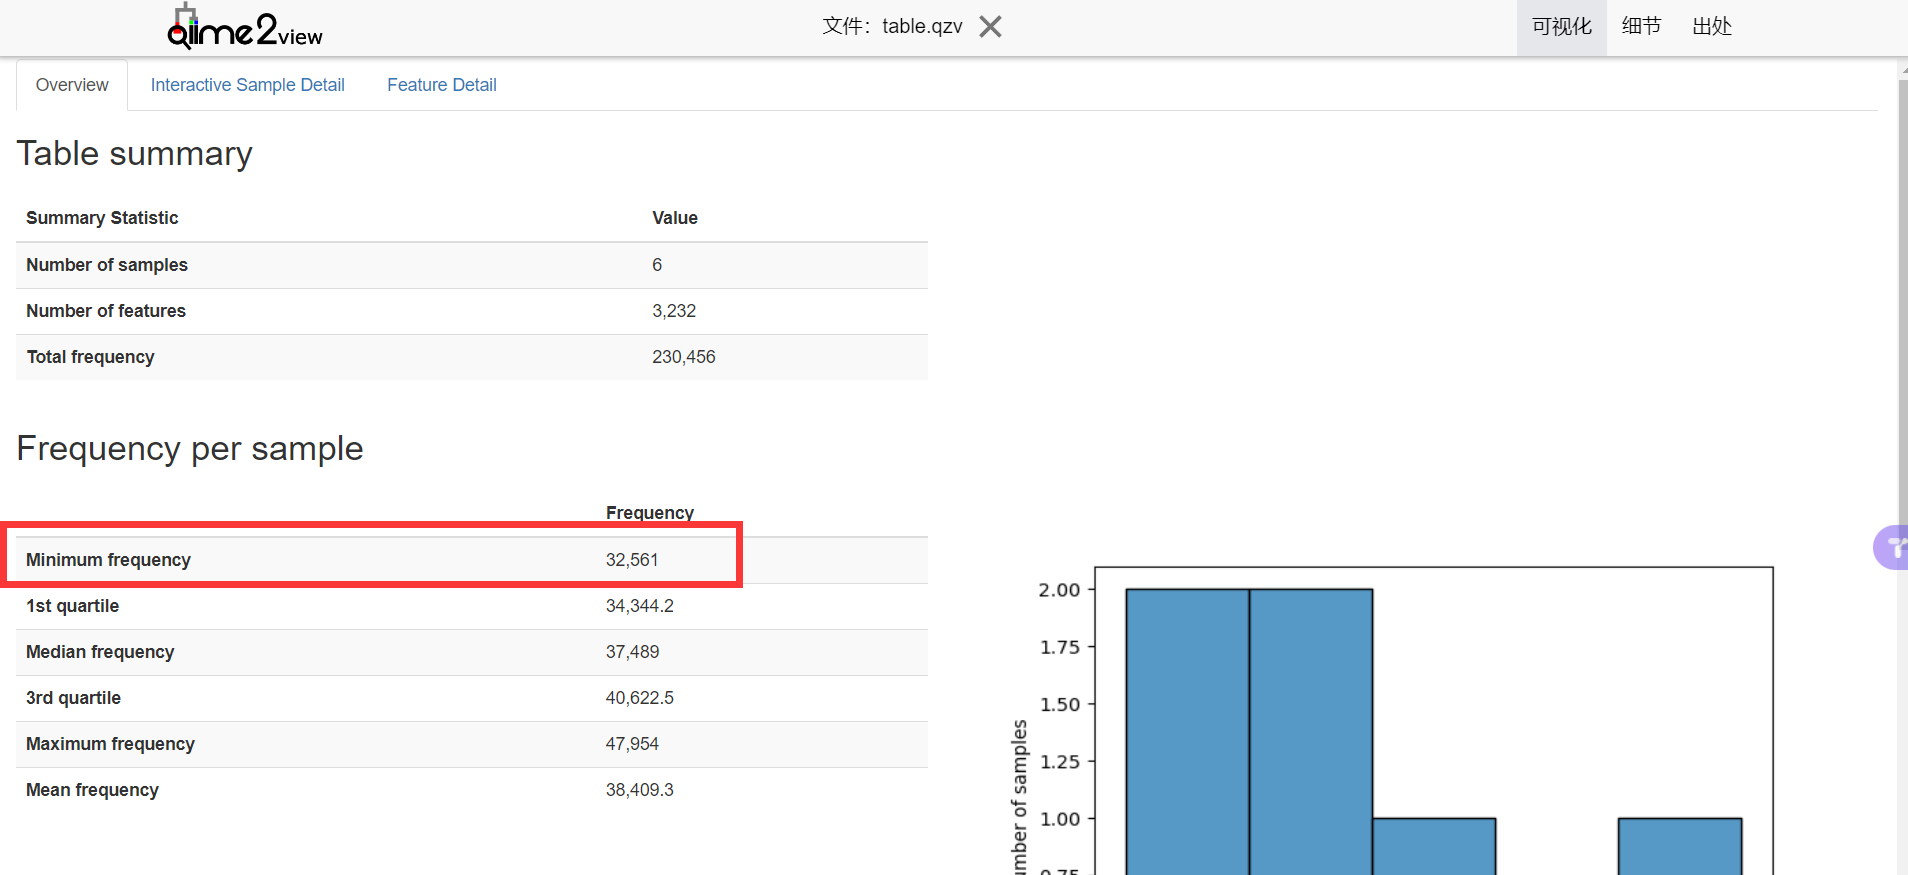 qiime2view
文件：table.qzv
可视化 细节 出处
Overview Interactive Sample Detail Feature Detail
Table summary
Summary Statistic Value
Number of samples 6
Number of features 3,232
Total frequency 230,456
Frequency per sample
Frequency
Minimum frequency 32,561
1st quartile 34,344.2
Median frequency 37,489
3rd quartile 40,622.5
Maximum frequency 47,954
Mean frequency 38,409.3
2.00
1.75
1.50
1.25
1.00
mber of samples